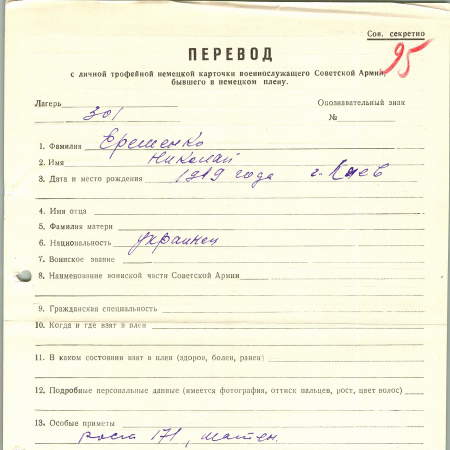 Сов. секретно
95
ПЕРЕВОД
с личной трофейной немецкой карточки военнослужащего Советской Армии,
бывшего в немецком плену.
Лагерь 301
Опознавательный знак
№
1. Фамилия Еременко
2. Имя Николай
3. Дата и место рождения 1919 года г. Киев
4. Имя отца
5. Фамилия матери
6. Национальность украинец
7. Воинское звание
8. Наименование воинской части Советской Армии
9. Гражданская специальность
10. Когда и где взят в плен
11. В каком состоянии взят в плен (здоров, болен, ранен)
12. Подробные персональные данные (имеется фотография, оттиск пальцев, рост, цвет волос)
13. Особые приметы
роста 171, шатен.